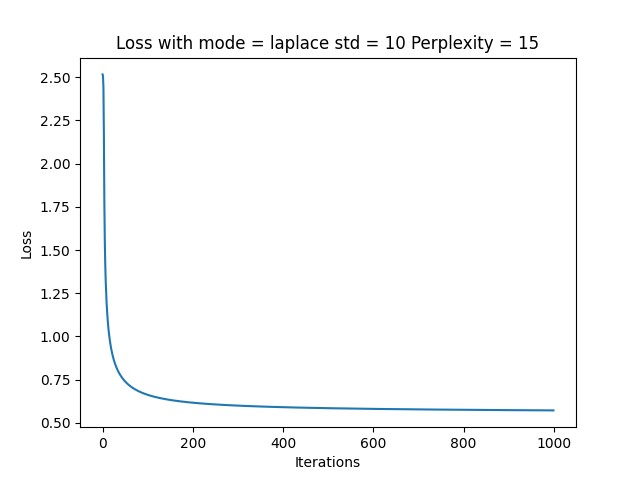 Loss with mode = laplace std = 10 Perplexity = 15
2.50
2.25
2.00
1.75
1.50
1.25
1.00
0.75
0.50
Loss
0 200 400 600 800 1000
Iterations